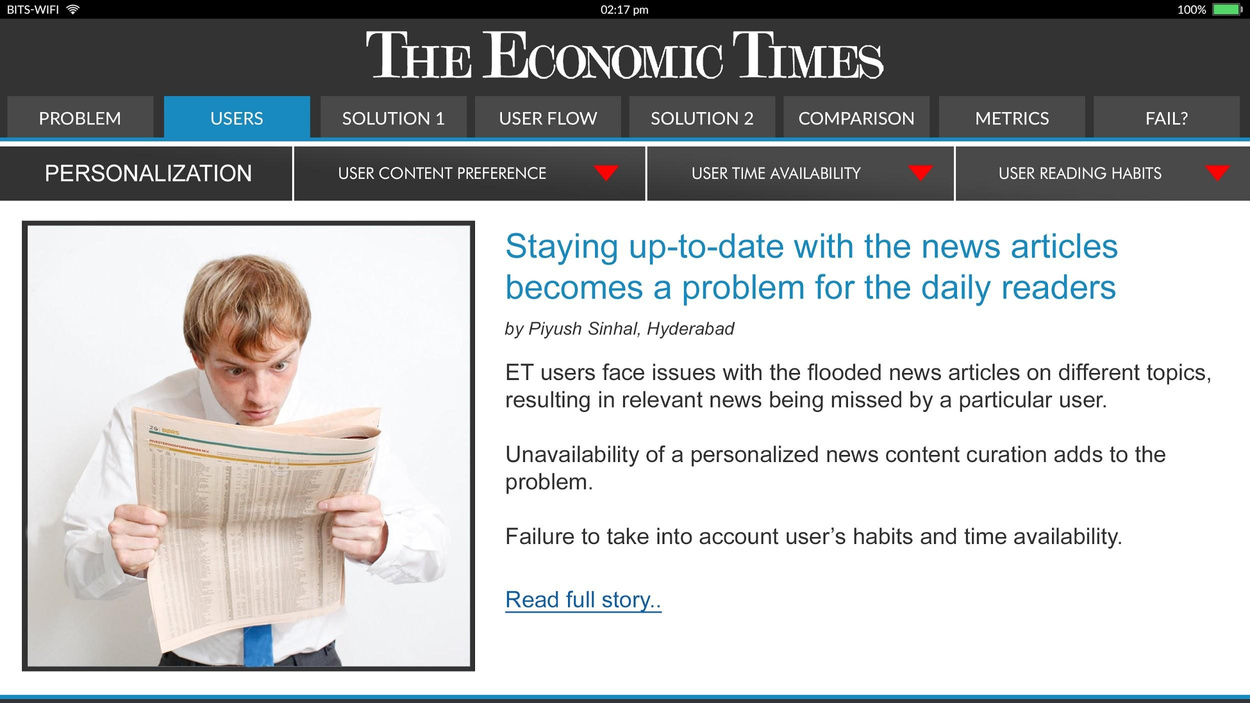 BITS-WIFI 02:17 pm 100%
THE ECONOMIC TIMES
PROBLEM USERS SOLUTION 1 USER FLOW SOLUTION 2 COMPARISON METRICS FAIL?
PERSONALIZATION USER CONTENT PREFERENCE USER TIME AVAILABILITY USER READING HABITS
Staying up-to-date with the news articles
becomes a problem for the daily readers
by Piyush Sinhal, Hyderabad
ET users face issues with the flooded news articles on different topics,
resulting in relevant news being missed by a particular user.
Unavailability of a personalized news content curation adds to the
problem.
Failure to take into account user’s habits and time availability.
Read full story..